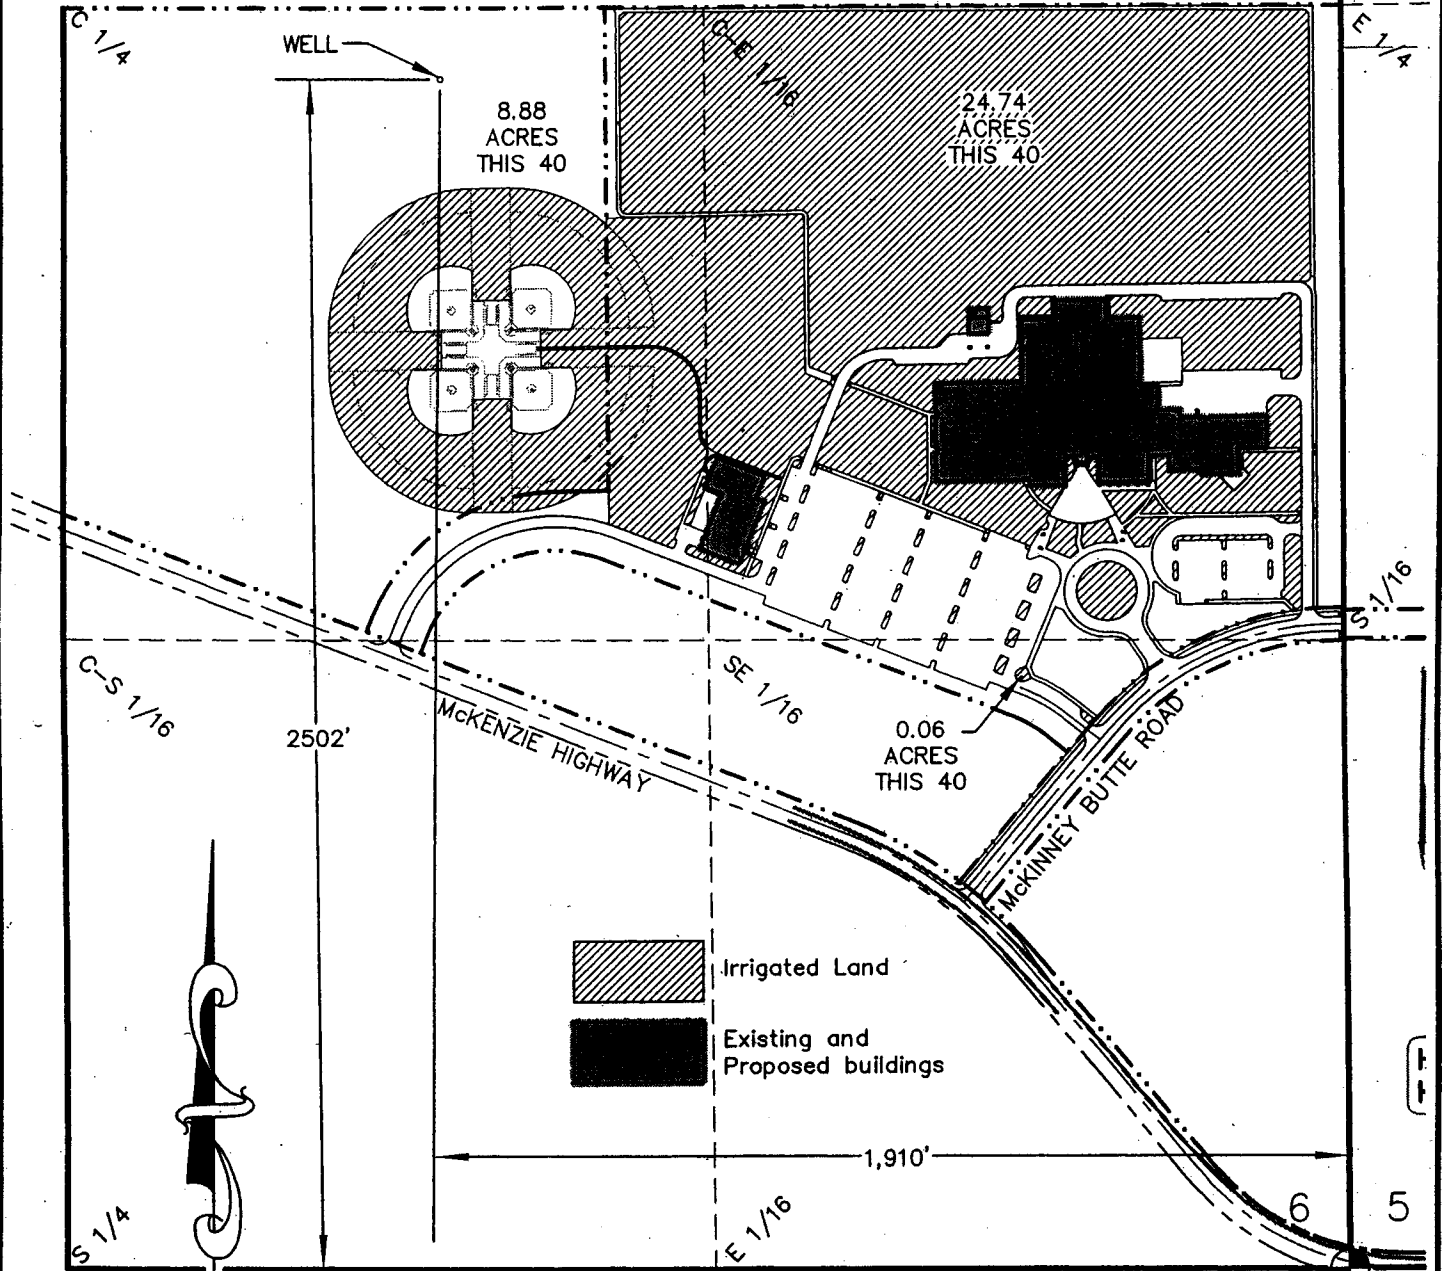 C 1/4
WELL
C-E 1/16
E 1/4
8.88
ACRES
THIS 40
24.74
ACRES
THIS 40
C-S 1/16
SE 1/16
S 1/16
2502'
McKENZIE HIGHWAY
0.06
ACRES
THIS 40
McKINNEY BUTTE ROAD
Irrigated Land
Existing and
Proposed buildings
1,910'
S 1/4
E 1/16
6
5